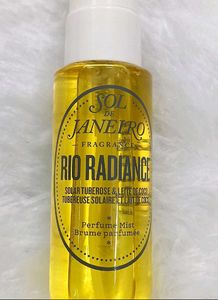 SOL
DE
JANEIRO
FRAGRANCE
RIO RADIANCE
SOLAR TUBEROSE & LEITE DE COCO
TUBÉREUSE SOLAIRE ET LAIT DE COCO
Perfume Mist
Brume parfumée